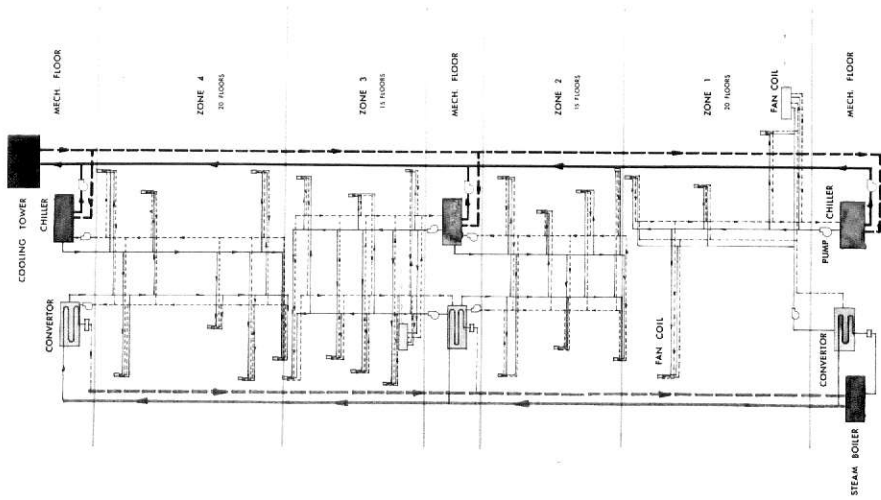 MECH. FLOOR
ZONE 4
20 FLOORS
ZONE 3
15 FLOORS
MECH. FLOOR
ZONE 2
15 FLOORS
ZONE 1
20 FLOORS
FAN COIL
MECH. FLOOR
COOLING TOWER
CHILLER
PUMP
CHILLER
CONVERTOR
FAN COIL
CONVERTOR
STEAM BOILER